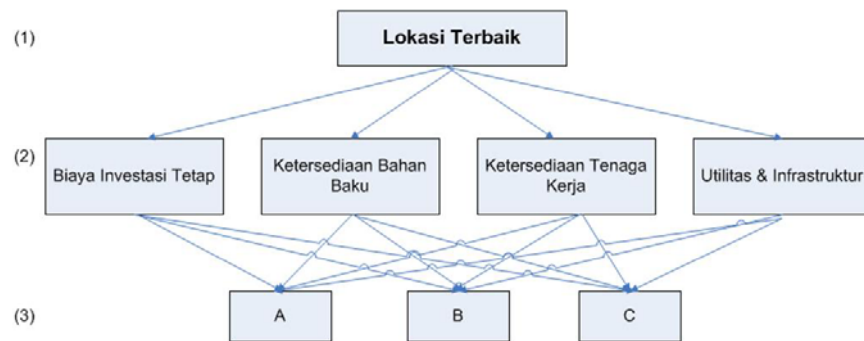 (1)
Lokasi Terbaik
(2)
Biaya Investasi Tetap
Ketersediaan Bahan
Baku
Ketersediaan Tenaga
Kerja
Utilitas & Infrastruktur
(3)
A
B
C